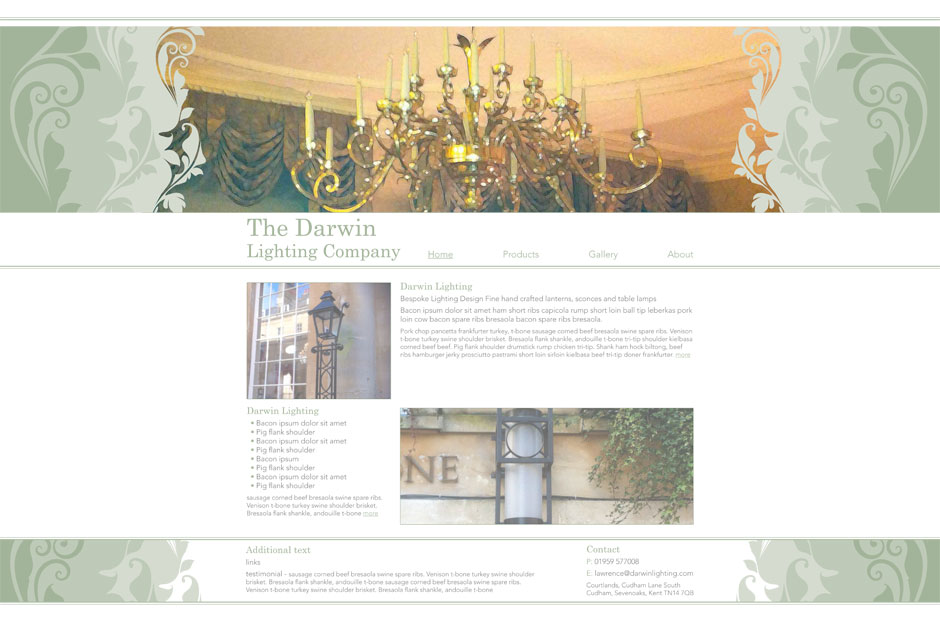 The Darwin
Lighting Company
Home Products Gallery About
Darwin Lighting
Bespoke Lighting Design Fine hand crafted lanterns, sconces and table lamps
Bacon ipsum dolor sit amet ham short ribs capicola rump short loin ball tip leberkas pork
loin cow bacon spare ribs bresaola bacon spare ribs bresaola.
Pork chop pancetta frankfurter turkey, t-bone sausage corned beef bresaola swine spare ribs. Venison
t-bone turkey swine shoulder brisket. Bresaola flank shankle, andouille t-bone tri-tip shoulder kielbasa
corned beef beef. Pig flank shoulder drumstick rump chicken tri-tip. Shank ham hock biltong, beef
ribs hamburger jerky prosciutto pastrami short loin sirloin kielbasa beef tri-tip doner frankfurter. more
Darwin Lighting
• Bacon ipsum dolor sit amet
• Pig flank shoulder
• Bacon ipsum dolor sit amet
• Pig flank shoulder
• Bacon ipsum
• Pig flank shoulder
• Bacon ipsum dolor sit amet
• Pig flank shoulder
sausage corned beef bresaola swine spare ribs.
Venison t-bone turkey swine shoulder brisket.
Bresaola flank shankle, andouille t-bone more
ONE
Additional text
links
testimonial – sausage corned beef bresaola swine spare ribs. Venison t-bone turkey swine shoulder
brisket. Bresaola flank shankle, andouille t-bone sausage corned beef bresaola swine spare ribs.
Venison t-bone turkey swine shoulder brisket. Bresaola flank shankle, andouille t-bone
Contact
P: 01959 577008
E: lawrence@darwinlighting.com
Courtlands, Cudham Lane South
Cudham, Sevenoaks, Kent TN14 7QB